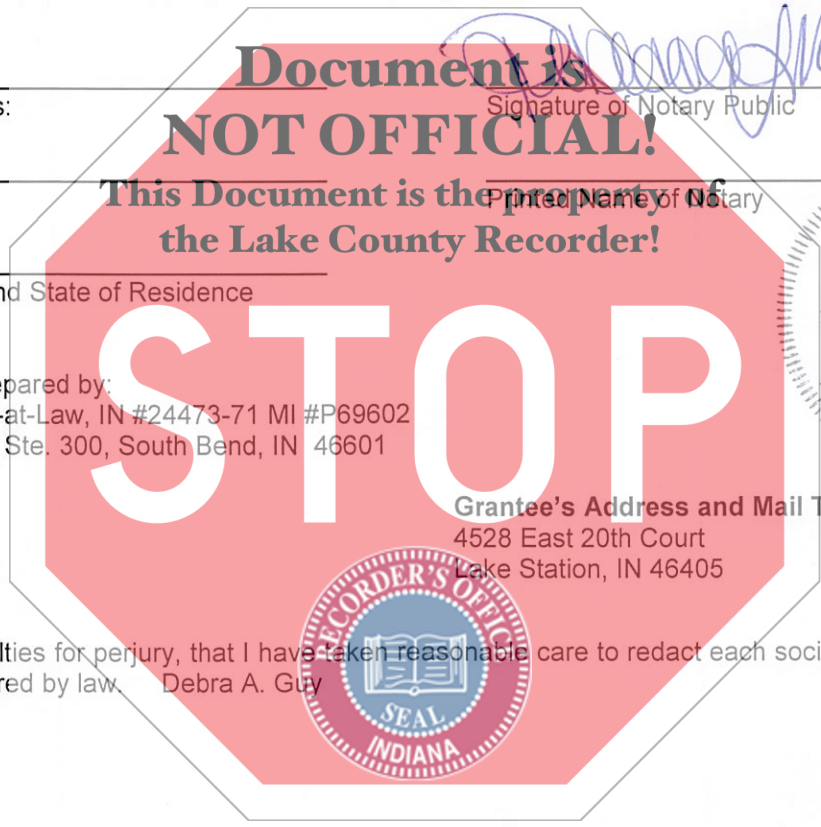 Document is
NOT OFFICIAL!
This Document is the property of
the Lake County Recorder!
STOP
s:
Signature of Notary Public
Printed Name of Notary
nd State of Residence
epared by:
-at-Law, IN #24473-71 MI #P69602
Ste. 300, South Bend, IN 46601
Grantee's Address and Mail T
4528 East 20th Court
Lake Station, IN 46405
lties for perjury, that I have taken reasonable care to redact each soci
red by law. Debra A. Guy
RECORDER'S OFFICE
SEAL
INDIANA